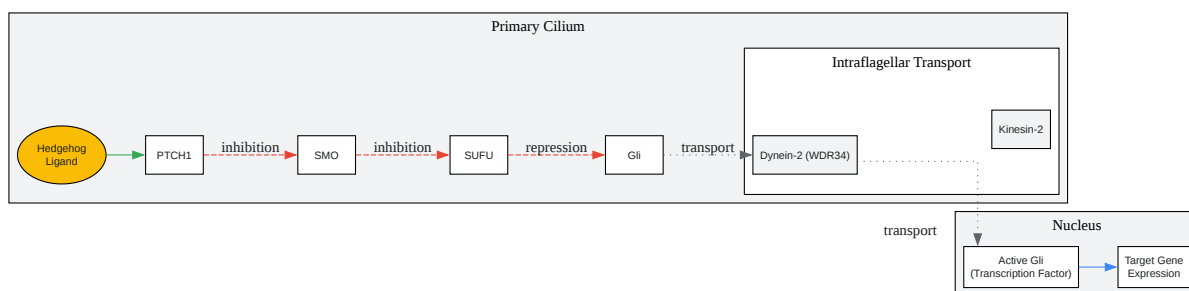 Primary Cilium
Intraflagellar Transport
Hedgehog
Ligand
PTCH1
inhibition
SMO
inhibition
SUFU
repression
Gli
transport
Dynein-2 (WDR34)
Kinesin-2
transport
Nucleus
Active Gli
(Transcription Factor)
Target Gene
Expression